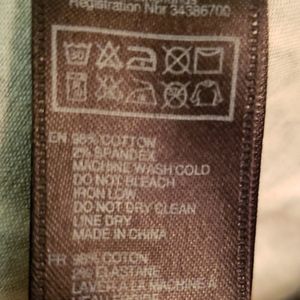 Registration Nbr 34386700
30
EN 98% COTTON
2% SPANDEX
MACHINE WASH COLD
DO NOT BLEACH
IRON LOW
DO NOT DRY CLEAN
LINE DRY
MADE IN CHINA
FR 98% COTON
2% ELASTANE
LAVER A LA MACHINE A